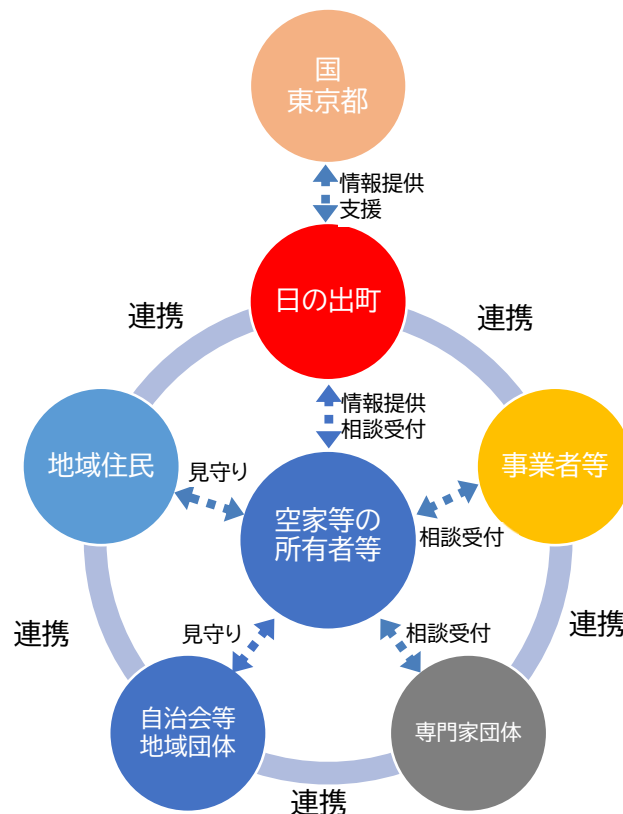 国
東京都
情報提供
支援
日の出町
連携
連携
情報提供
相談受付
地域住民
見守り
事業者等
空家等の
所有者等
相談受付
連携
見守り
相談受付
連携
自治会等
地域団体
専門家団体
連携